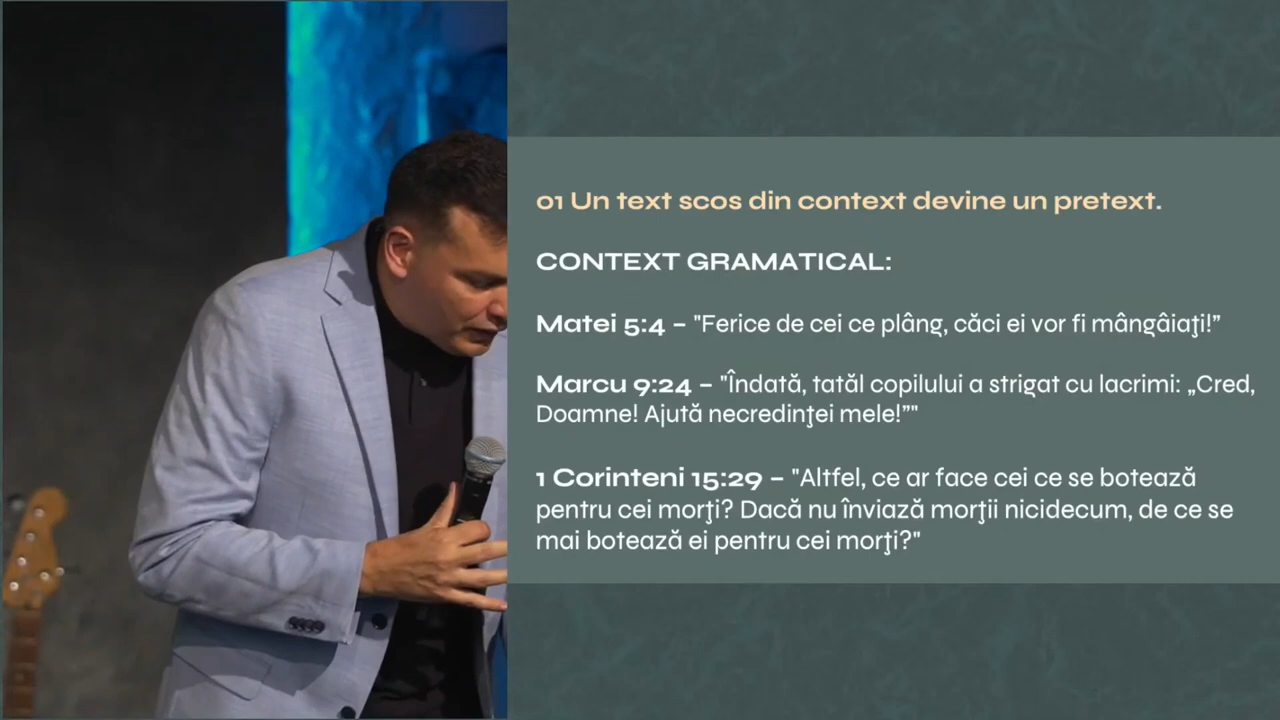 01 Un text scos din context devine un pretext.
CONTEXT GRAMATICAL:
Matei 5:4 – "Ferice de cei ce plâng, căci ei vor fi mângâiaţi!”
Marcu 9:24 – "Îndată, tatăl copilului a strigat cu lacrimi: „Cred,
Doamne! Ajută necredinţei mele!”"
1 Corinteni 15:29 – "Altfel, ce ar face cei ce se botează
pentru cei morţi? Dacă nu înviază morţii nicidecum, de ce se
mai botează ei pentru cei morţi?"